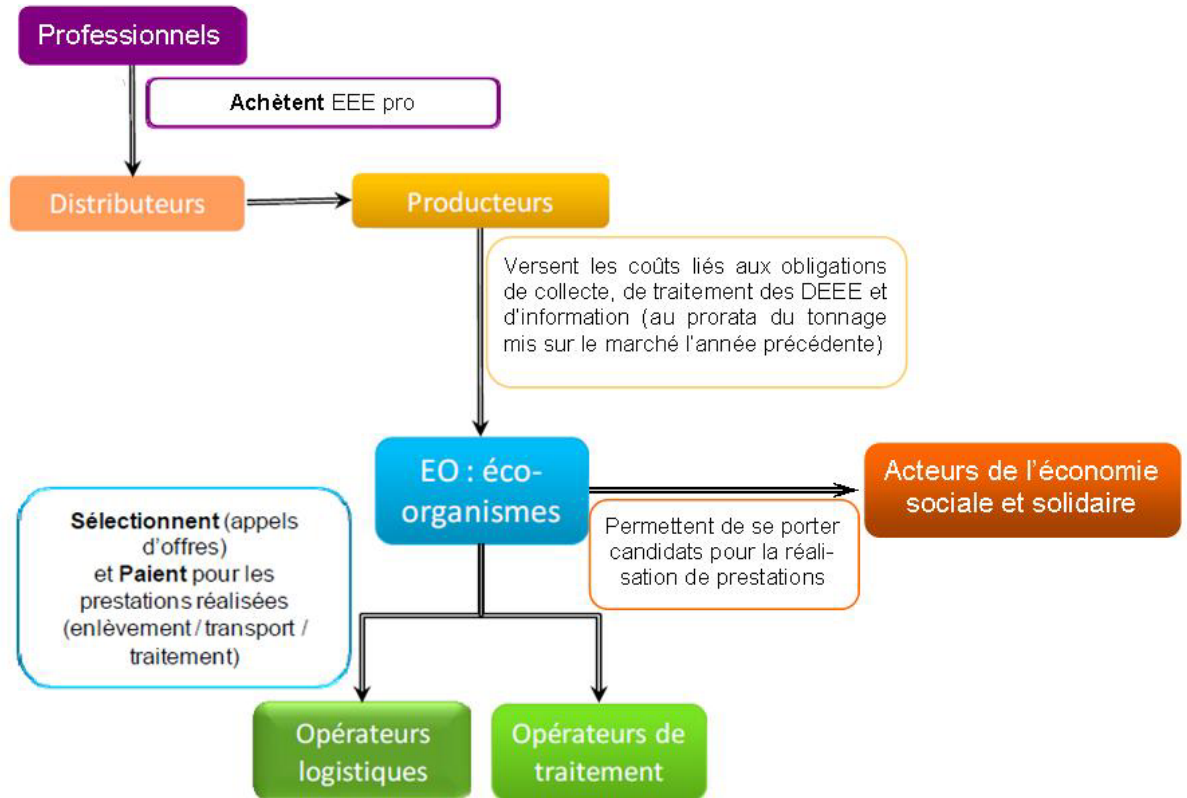 Professionnels
Achètent EEE pro
Distributeurs
Producteurs
Versent les coûts liés aux obligations
de collecte, de traitement des DEEE et
d'information (au prorata du tonnage
mis sur le marché l'année précédente)
EO : éco-
organismes
Acteurs de l'économie
sociale et solidaire
Permettent de se porter
candidats pour la réali-
sation de prestations
Sélectionnent (appels
d'offres)
et Paient pour les
prestations réalisées
(enlèvement / transport /
traitement)
Opérateurs
logistiques
Opérateurs de
traitement